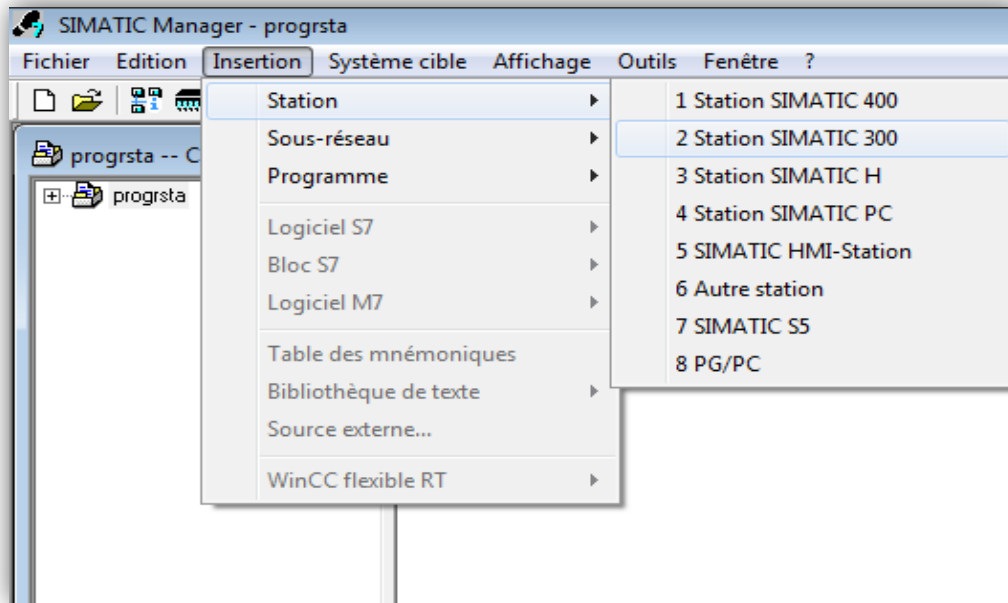 SIMATIC Manager - progrsta
Fichier Edition Insertion Système cible Affichage Outils Fenêtre ?
progrsta -- C
progrsta
Station
Sous-réseau
Programme
Logiciel S7
Bloc S7
Logiciel M7
Table des mnémoniques
Bibliothèque de texte
Source externe...
WinCC flexible RT
1 Station SIMATIC 400
2 Station SIMATIC 300
3 Station SIMATIC H
4 Station SIMATIC PC
5 SIMATIC HMI-Station
6 Autre station
7 SIMATIC S5
8 PG/PC